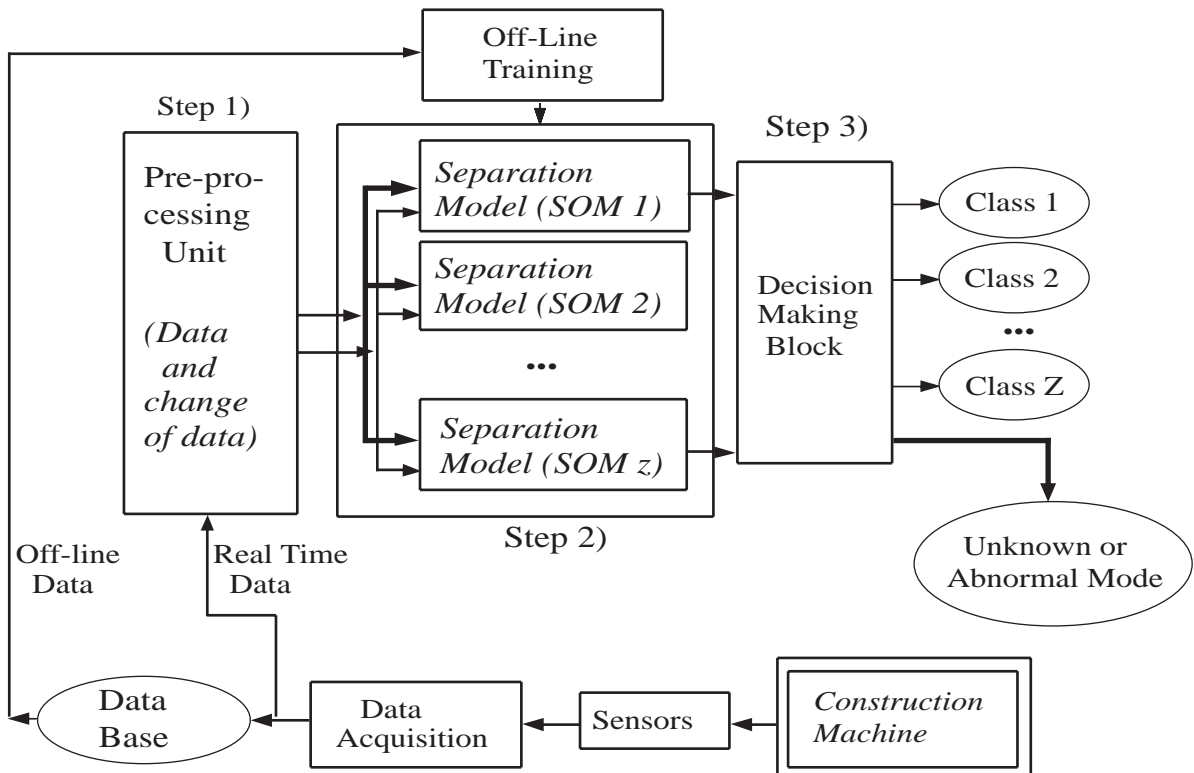 Off-Line
Training
Step 1)
Pre-pro-
cessing
Unit
(Data
and
change
of data)
Separation
Model (SOM 1)
Separation
Model (SOM 2)
...
Separation
Model (SOM z)
Step 2)
Step 3)
Decision
Making
Block
Class 1
Class 2
...
Class Z
Unknown or
Abnormal Mode
Off-line
Data
Real Time
Data
Data
Base
Data
Acquisition
Sensors
Construction
Machine